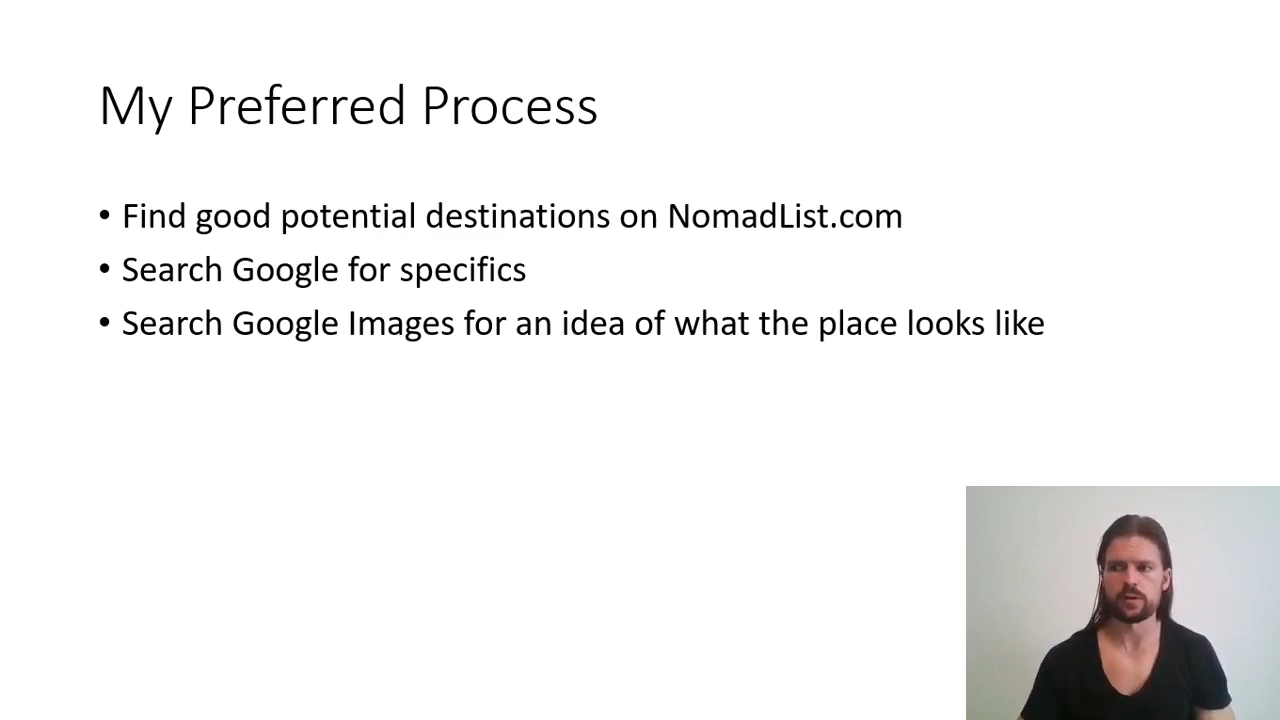 My Preferred Process
• Find good potential destinations on NomadList.com
• Search Google for specifics
• Search Google Images for an idea of what the place looks like